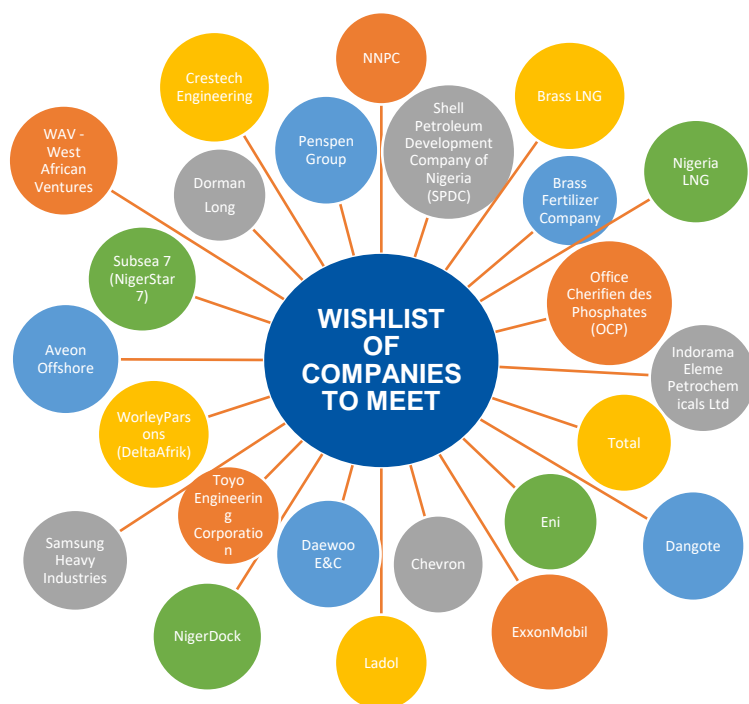 NNPC
Crestech
Engineering
Brass LNG
Shell
Petroleum
Development
Company of
Nigeria
(SPDC)
Penspen
Group
WAV -
West
African
Ventures
Nigeria
LNG
Dorman
Long
Brass
Fertilizer
Company
Subsea 7
(NigerStar
7)
Office
Cherifien des
Phosphates
(OCP)
WISHLIST
OF
COMPANIES
TO MEET
Aveon
Offshore
Indorama
Eleme
Petrochem
icals Ltd
WorleyPars
ons
(DeltaAfrik)
Total
Toyo
Engineerin
g
Corporatio
n
Eni
Samsung
Heavy
Industries
Daewoo
E&C
Chevron
Dangote
NigerDock
ExxonMobil
Ladol